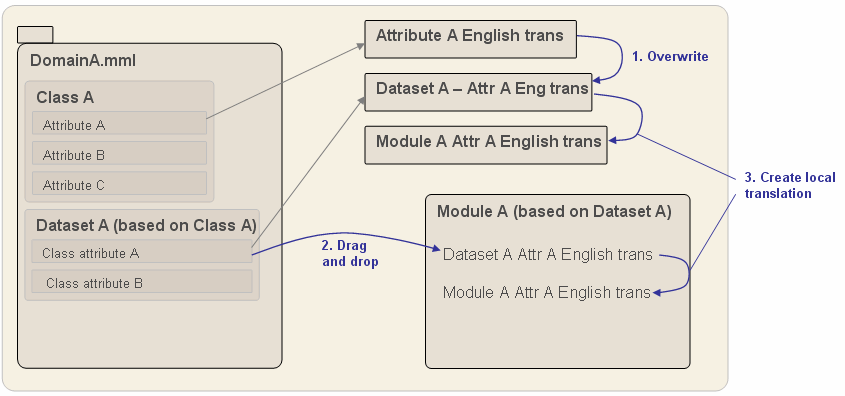 DomainA.mml
Class A
Attribute A
Attribute B
Attribute C
Dataset A (based on Class A)
Class attribute A
Class attribute B
Attribute A English trans
Dataset A – Attr A Eng trans
Module A Attr A English trans
1. Overwrite
2. Drag
and drop
3. Create local
translation
Module A (based on Dataset A)
Dataset A Attr A English trans
Module A Attr A English trans